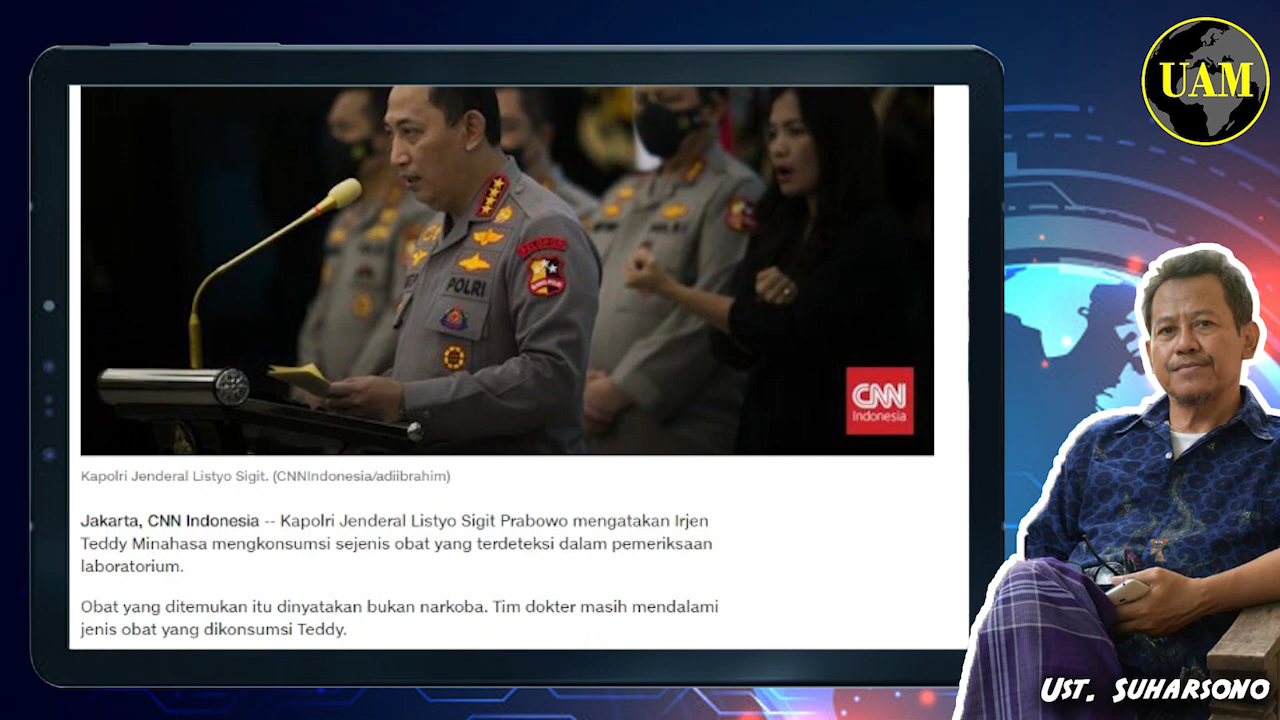 UAM
POLRI
CNN
Indonesia
Kapolri Jenderal Listyo Sigit. (CNNIndonesia/adiibrahim)
Jakarta, CNN Indonesia -- Kapolri Jenderal Listyo Sigit Prabowo mengatakan Irjen
Teddy Minahasa mengkonsumsi sejenis obat yang terdeteksi dalam pemeriksaan
laboratorium.
Obat yang ditemukan itu dinyatakan bukan narkoba. Tim dokter masih mendalami
jenis obat yang dikonsumsi Teddy.
UST. SUHARSONO